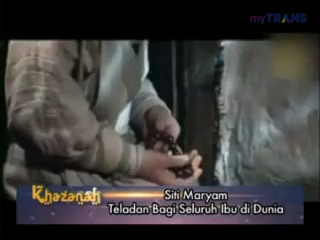 myTRANS
Khazanah
Siti Maryam
Teladan Bagi Seluruh Ibu di Dunia